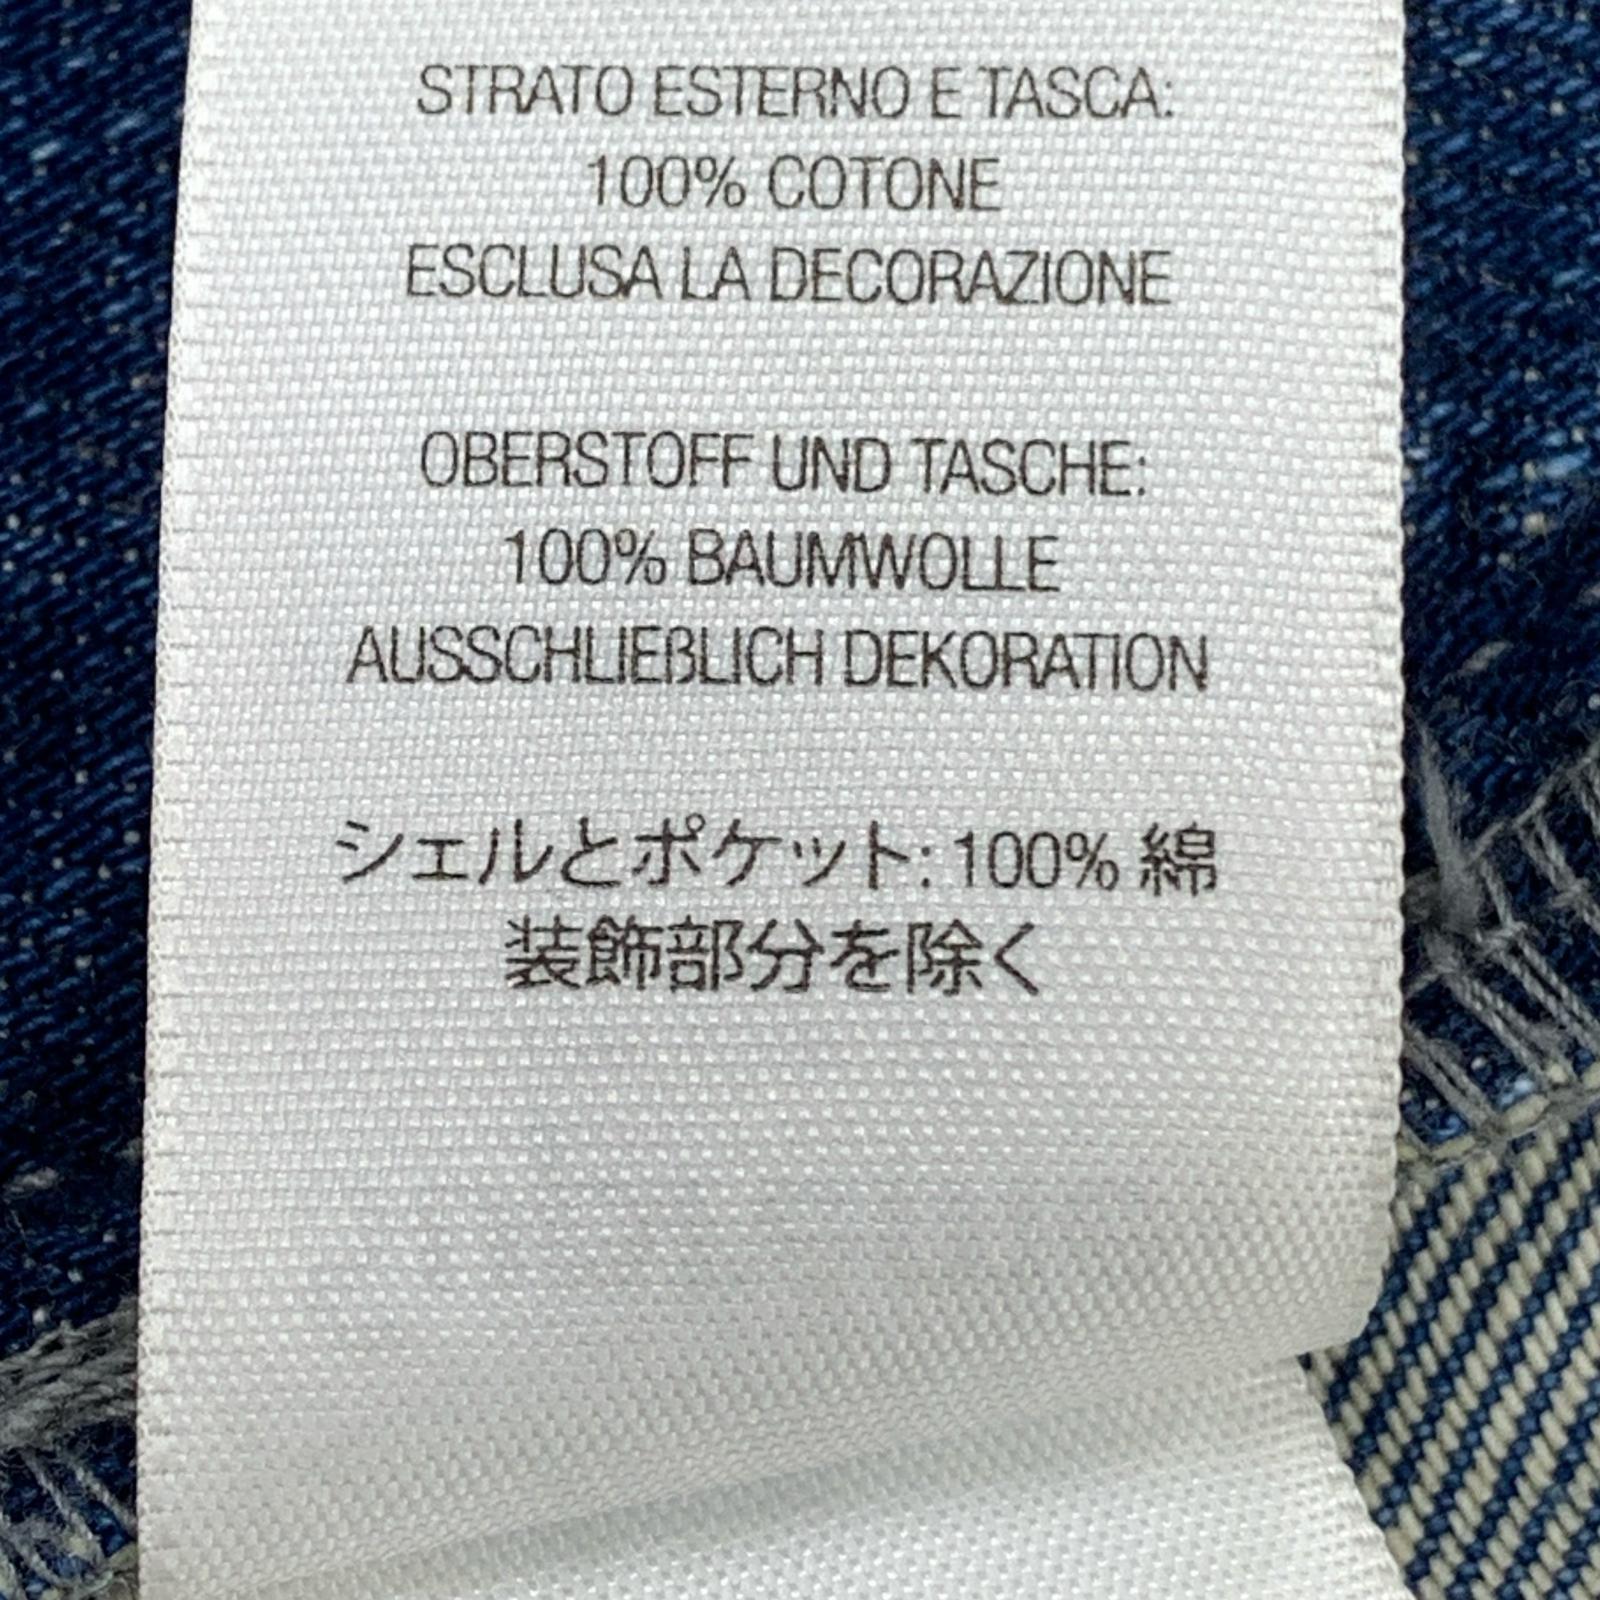 STRATO ESTERNO E TASCA:
100% COTONE
ESCLUSA LA DECORAZIONE
OBERSTOFF UND TASCHE:
100% BAUMWOLLE
AUSSCHLIEßLICH DEKORATION
シェルとポケット: 100% 綿
装飾部分を除く